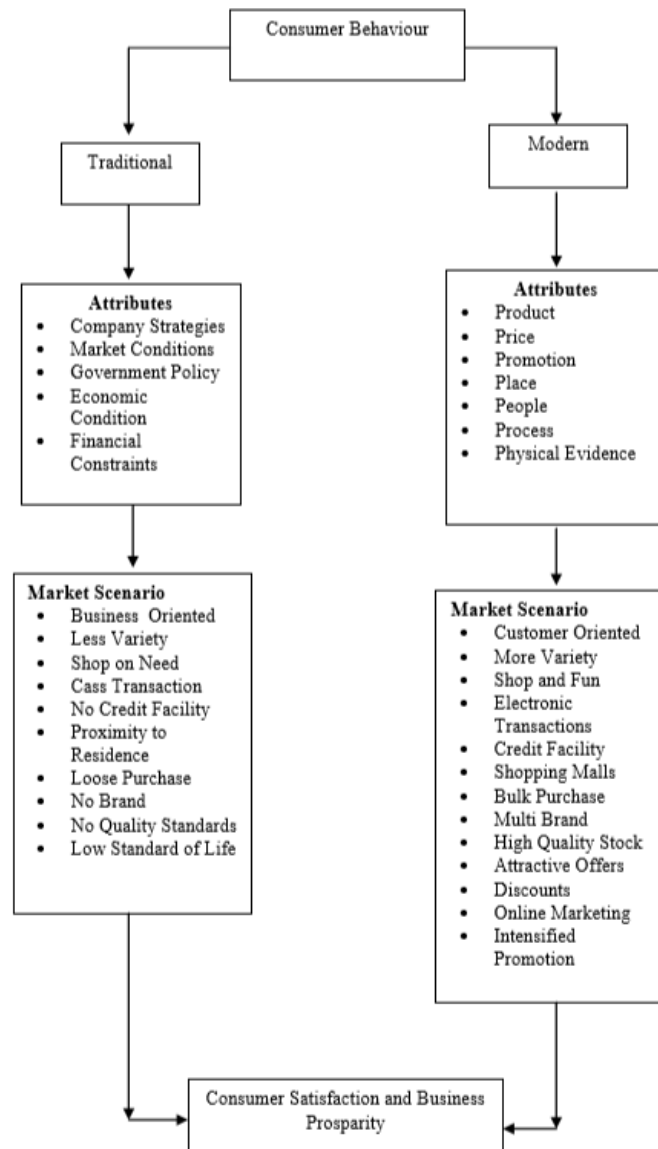 Consumer Behaviour
Traditional
Modern
Attributes
• Company Strategies
• Market Conditions
• Government Policy
• Economic
Condition
• Financial
Constraints
Attributes
• Product
• Price
• Promotion
• Place
• People
• Process
• Physical Evidence
Market Scenario
• Business Oriented
• Less Variety
• Shop on Need
• Cass Transaction
• No Credit Facility
• Proximity to
Residence
• Loose Purchase
• No Brand
• No Quality Standards
• Low Standard of Life
Market Scenario
• Customer Oriented
• More Variety
• Shop and Fun
• Electronic
Transactions
• Credit Facility
• Shopping Malls
• Bulk Purchase
• Multi Brand
• High Quality Stock
• Attractive Offers
• Discounts
• Online Marketing
• Intensified
Promotion
Consumer Satisfaction and Business
Prosparity